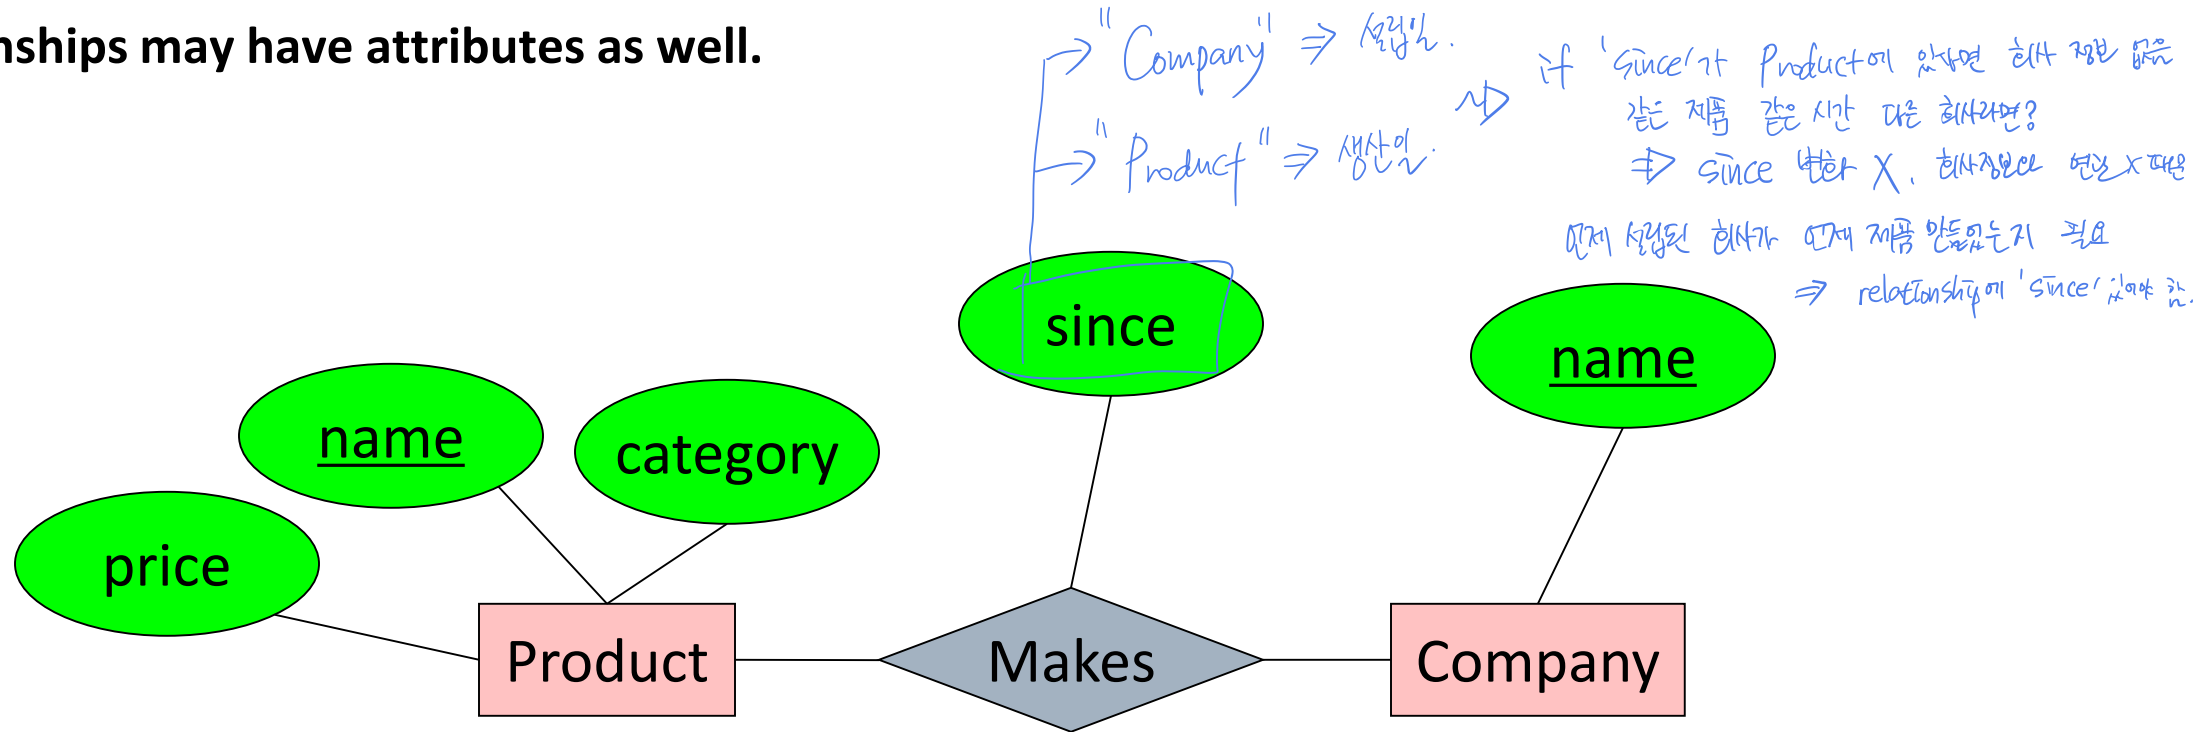 nships may have attributes as well.
"Company" ⇒ 설립일.
"Product" ⇒ 생산일.
if 'since'가 Product에 있다면 회사 정보 없음
같은 제품 같은 시간 다른 회사라면?
⇒ since 변화 X. 회사정보와 연관 X 때문
언제 설립된 회사가 언제 제품 만들었는지 필요
⇒ relationship에 'since' 있어야 함.
since
name
name
category
price
Product
Makes
Company